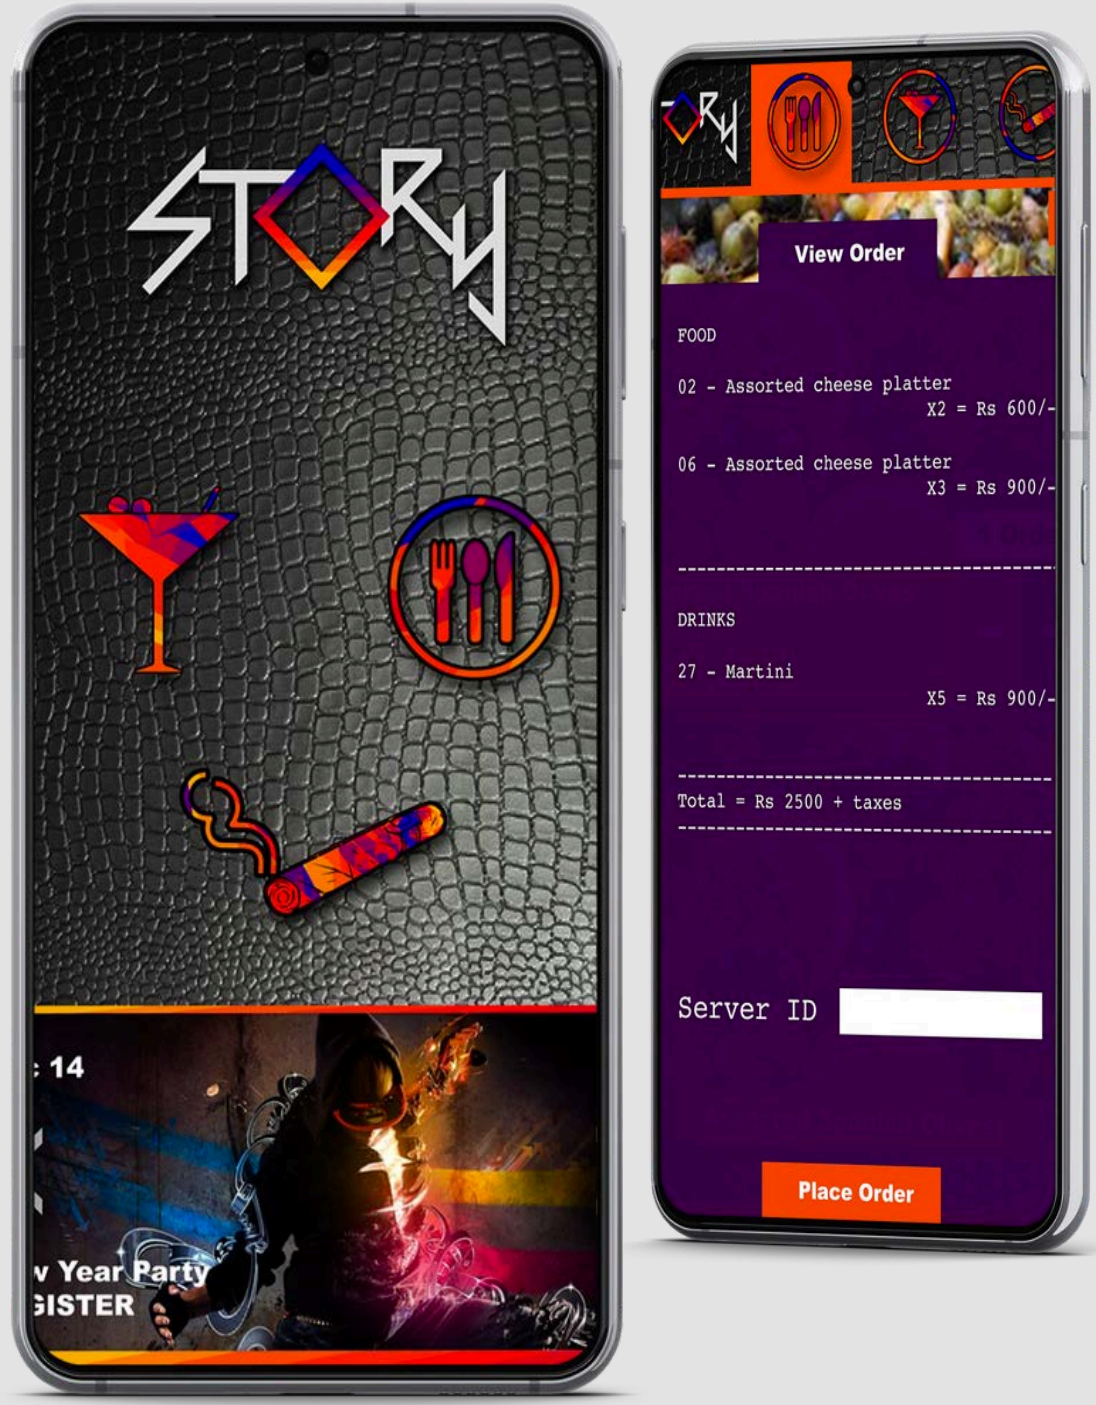 STORY
: 14
w Year Party
GISTER
ORy
View Order
FOOD
02 - Assorted cheese platter
X2 = Rs 600/-
06 - Assorted cheese platter
X3 = Rs 900/-
DRINKS
27 - Martini
X5 = Rs 900/-
Total = Rs 2500 + taxes
Server ID
Place Order